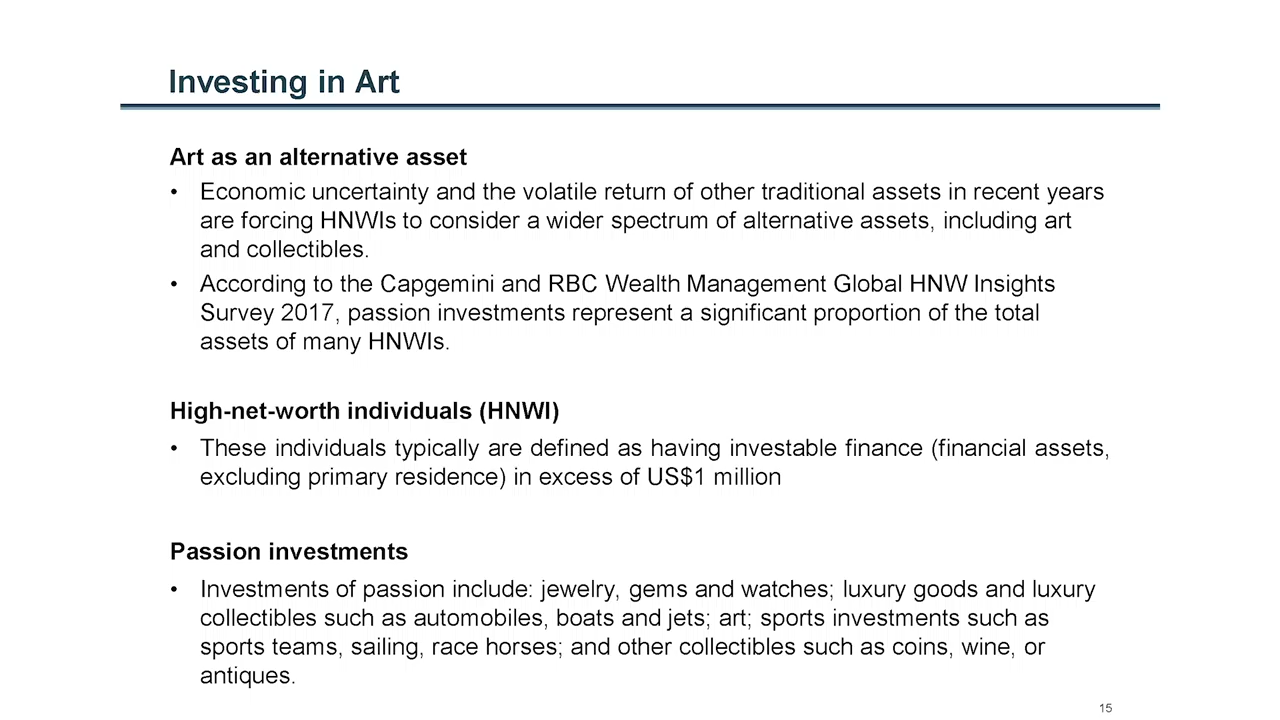 Investing in Art
Art as an alternative asset
• Economic uncertainty and the volatile return of other traditional assets in recent years
are forcing HNWIs to consider a wider spectrum of alternative assets, including art
and collectibles.
• According to the Capgemini and RBC Wealth Management Global HNW Insights
Survey 2017, passion investments represent a significant proportion of the total
assets of many HNWIs.
High-net-worth individuals (HNWI)
• These individuals typically are defined as having investable finance (financial assets,
excluding primary residence) in excess of US$1 million
Passion investments
• Investments of passion include: jewelry, gems and watches; luxury goods and luxury
collectibles such as automobiles, boats and jets; art; sports investments such as
sports teams, sailing, race horses; and other collectibles such as coins, wine, or
antiques.
15